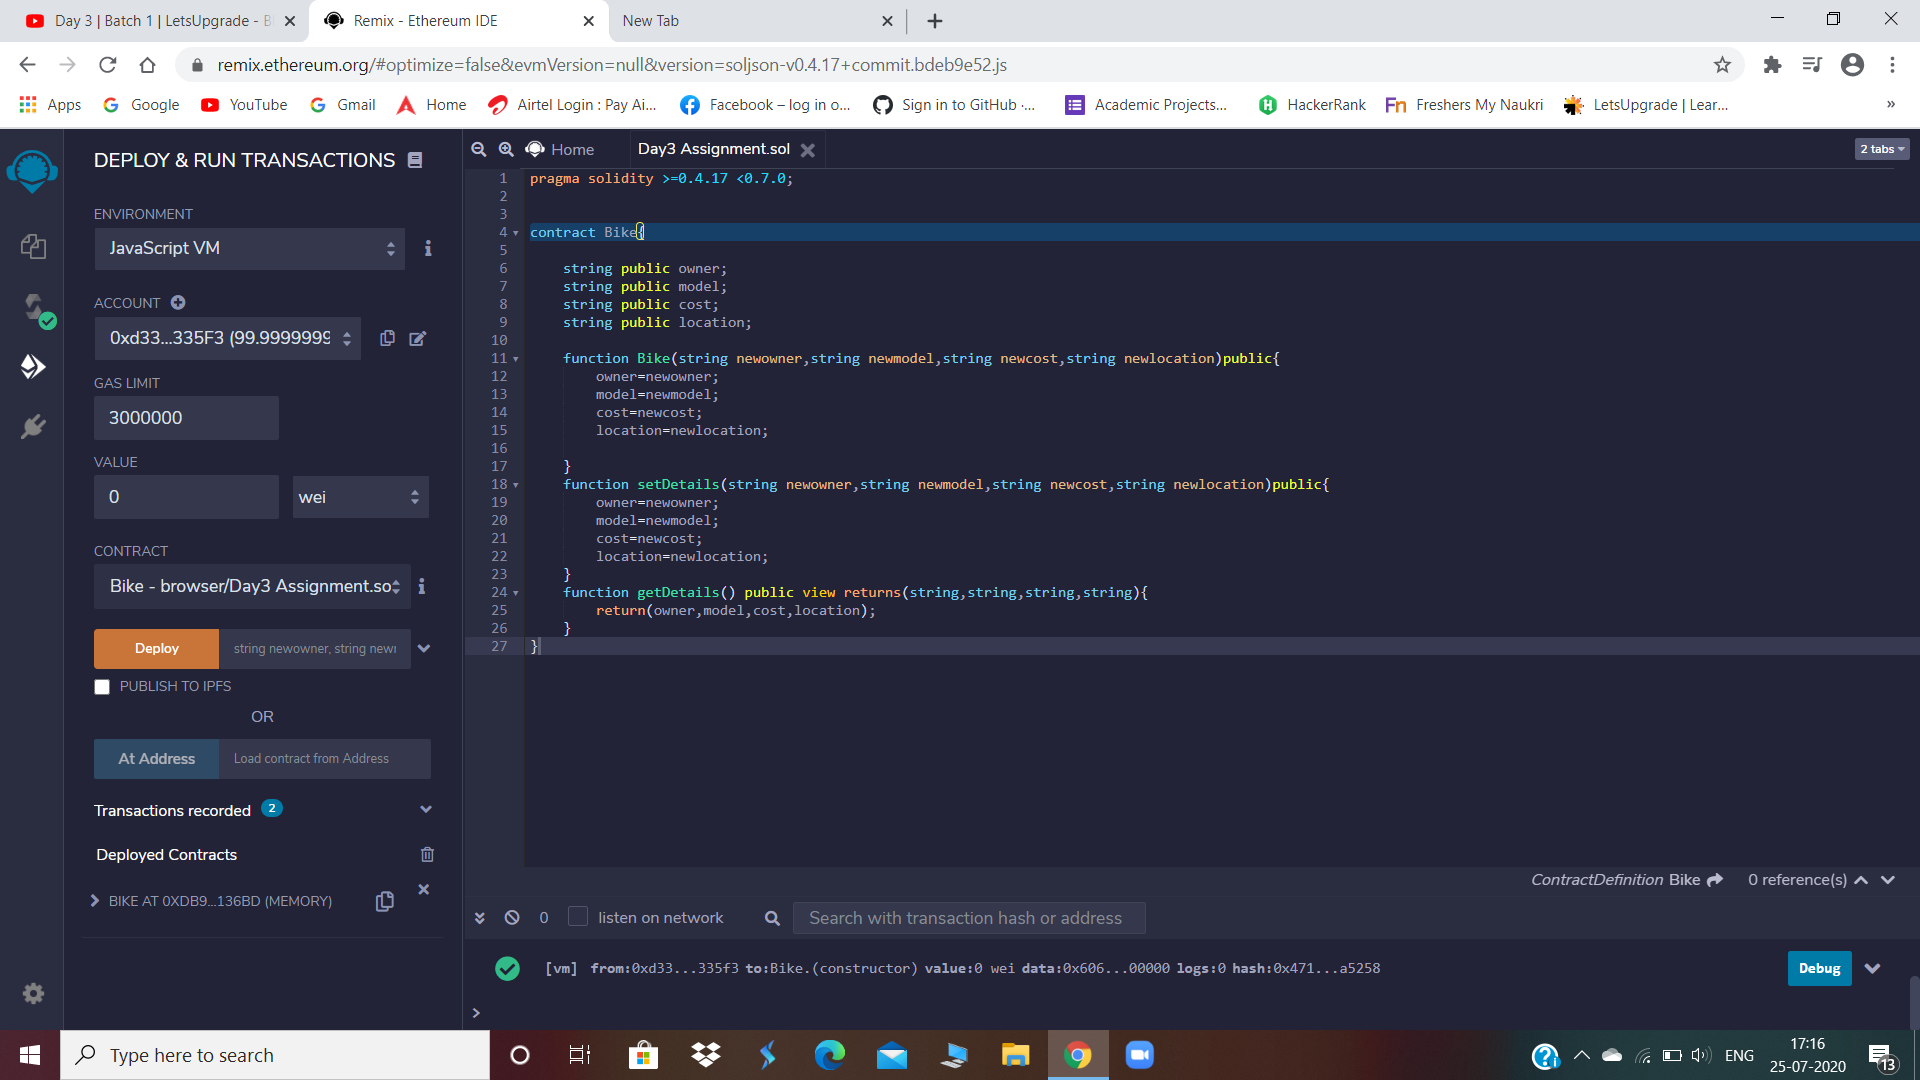 Day 3 | Batch 1 | LetsUpgrade - B
Remix - Ethereum IDE
New Tab
remix.ethereum.org/#optimize=false&evmVersion=null&version=soljson-v0.4.17+commit.bdeb9e52.js
Apps
Google
YouTube
Gmail
Home
Airtel Login : Pay Ai...
Facebook – log in o...
Sign in to GitHub ·...
Academic Projects...
HackerRank
Freshers My Naukri
LetsUpgrade | Lear...
»
DEPLOY & RUN TRANSACTIONS
ENVIRONMENT
JavaScript VM
ACCOUNT
0xd33...335F3 (99.9999999
GAS LIMIT
3000000
VALUE
0
wei
CONTRACT
Bike - browser/Day3 Assignment.so
Deploy
string newowner, string newr
PUBLISH TO IPFS
OR
At Address
Load contract from Address
Transactions recorded 2
Deployed Contracts
BIKE AT 0XDB9...136BD (MEMORY)
Home
Day3 Assignment.sol
2 tabs
1 pragma solidity >=0.4.17 <0.7.0;
2
3
4 contract Bike{
5
6 string public owner;
7 string public model;
8 string public cost;
9 string public location;
10
11 function Bike(string newowner,string newmodel,string newcost,string newlocation)public{
12 owner=newowner;
13 model=newmodel;
14 cost=newcost;
15 location=newlocation;
16
17 }
18 function setDetails(string newowner,string newmodel,string newcost,string newlocation)public{
19 owner=newowner;
20 model=newmodel;
21 cost=newcost;
22 location=newlocation;
23 }
24 function getDetails() public view returns(string,string,string,string){
25 return(owner,model,cost,location);
26 }
27 }
ContractDefinition Bike
0 reference(s)
0
listen on network
Search with transaction hash or address
[vm] from:0xd33...335f3 to:Bike.(constructor) value:0 wei data:0x606...00000 logs:0 hash:0x471...a5258
Debug
>
Type here to search
ENG
17:16
25-07-2020
13